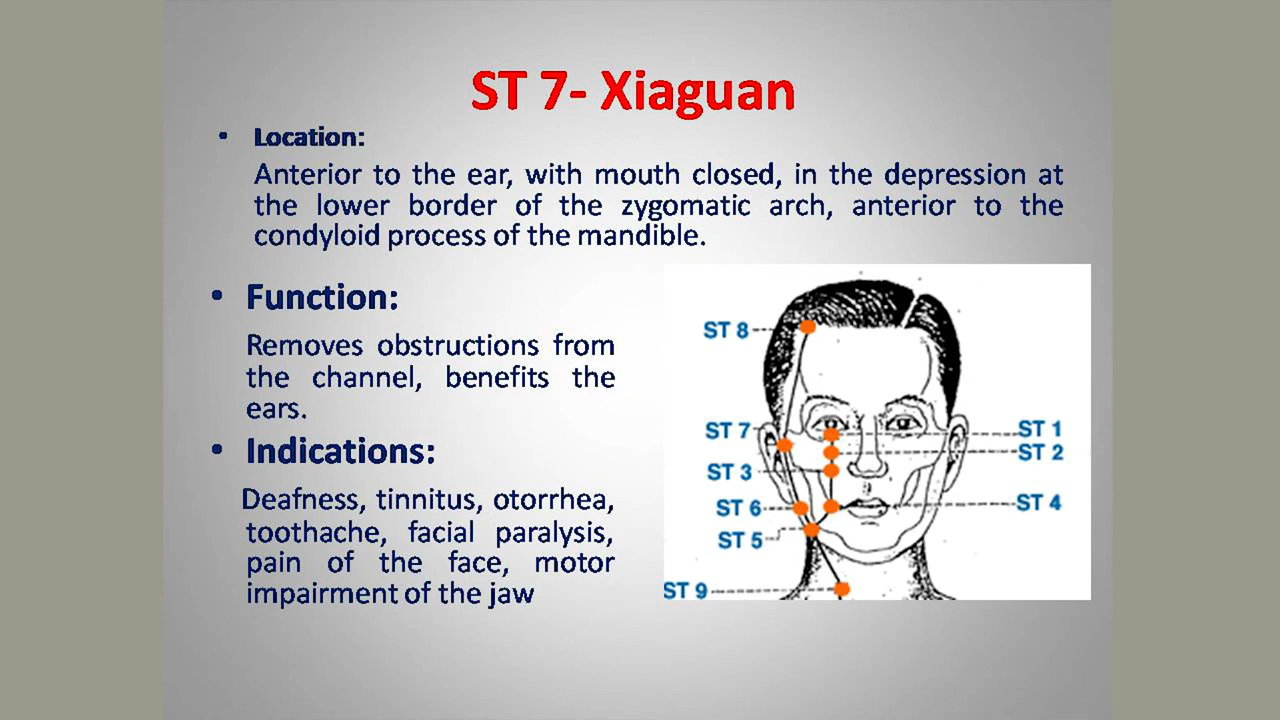 ST 7- Xiaguan
• Location:
Anterior to the ear, with mouth closed, in the depression at
the lower border of the zygomatic arch, anterior to the
condyloid process of the mandible.
• Function:
Removes obstructions from
the channel, benefits the
ears.
• Indications:
Deafness, tinnitus, otorrhea,
toothache, facial paralysis,
pain of the face, motor
impairment of the jaw
ST 8
ST 7
ST 3
ST 6
ST 5
ST 9
ST 1
ST 2
ST 4